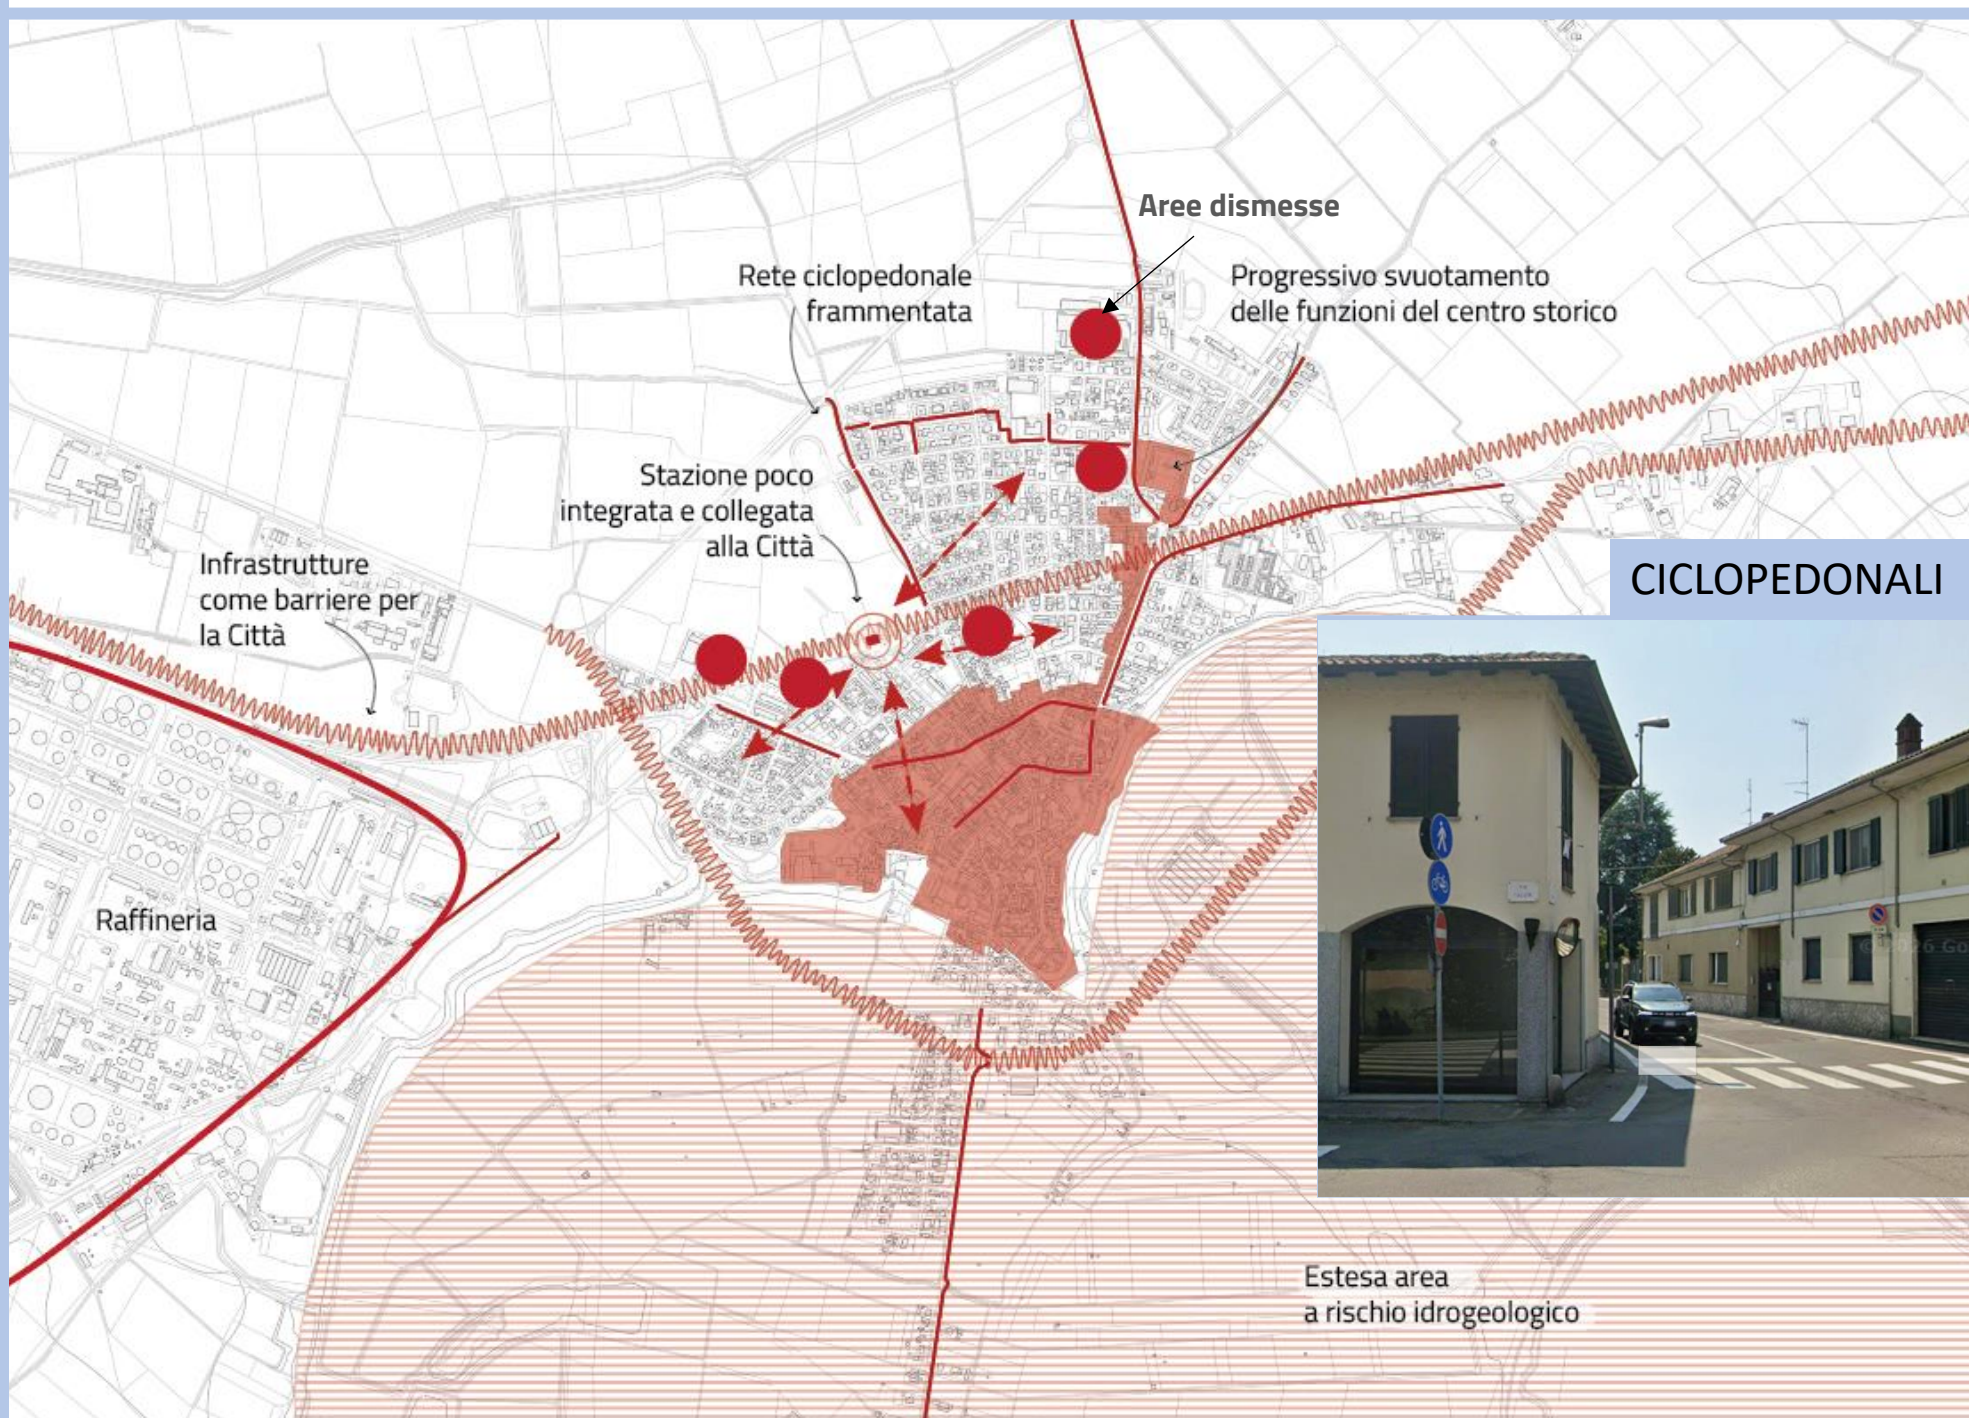 Aree dismesse
Rete ciclopedonale
frammentata
Progressivo svuotamento
delle funzioni del centro storico
Stazione poco
integrata e collegata
alla Città
Infrastrutture
come barriere per
la Città
CICLOPEDONALI
Raffineria
Estesa area
a rischio idrogeologico